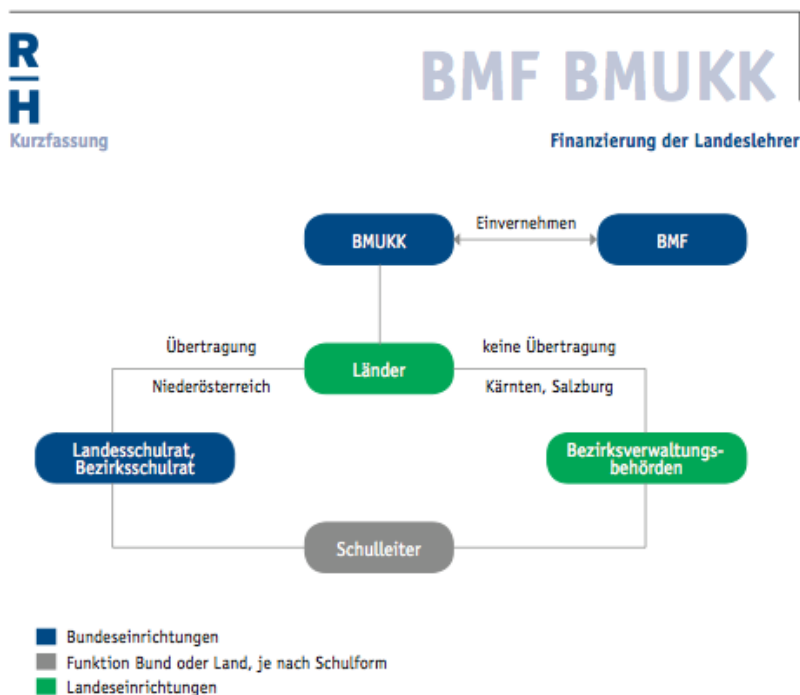 R
H
Kurzfassung
BMF BMUKK
Finanzierung der Landeslehrer
BMUKK
Einvernehmen
BMF
Übertragung
Niederösterreich
Länder
keine Übertragung
Kärnten, Salzburg
Landesschulrat,
Bezirksschulrat
Bezirksverwaltungs-
behörden
Schulleiter
Bundeseinrichtungen
Funktion Bund oder Land, je nach Schulform
Landeseinrichtungen